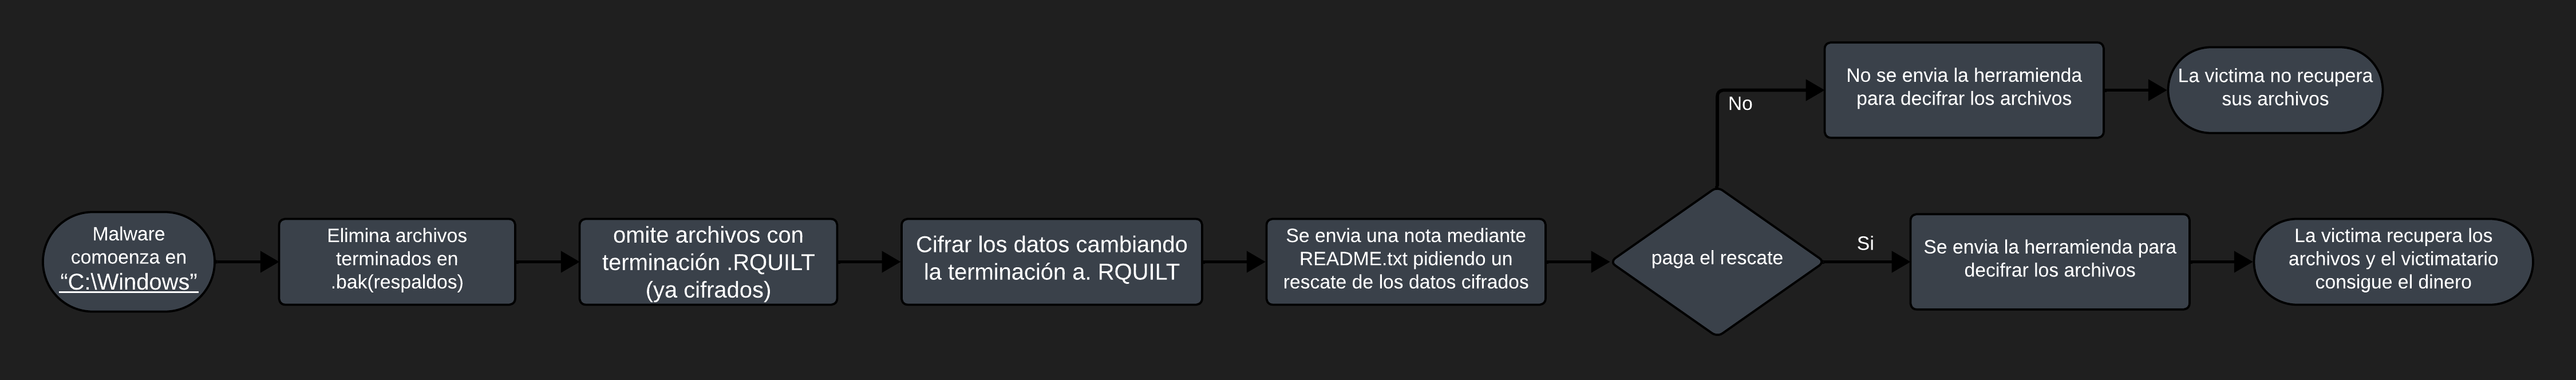 Malware
comoenza en
“C:\Windows”
Elimina archivos
terminados en
.bak(respaldos)
omite archivos con
terminación .RQUILT
(ya cifrados)
Cifrar los datos cambiando
la terminación a. RQUILT
Se envia una nota mediante
README.txt pidiendo un
rescate de los datos cifrados
paga el rescate
No
No se envia la herramienda
para decifrar los archivos
La victima no recupera
sus archivos
Si
Se envia la herramienda para
decifrar los archivos
La victima recupera los
archivos y el victimatario
consigue el dinero